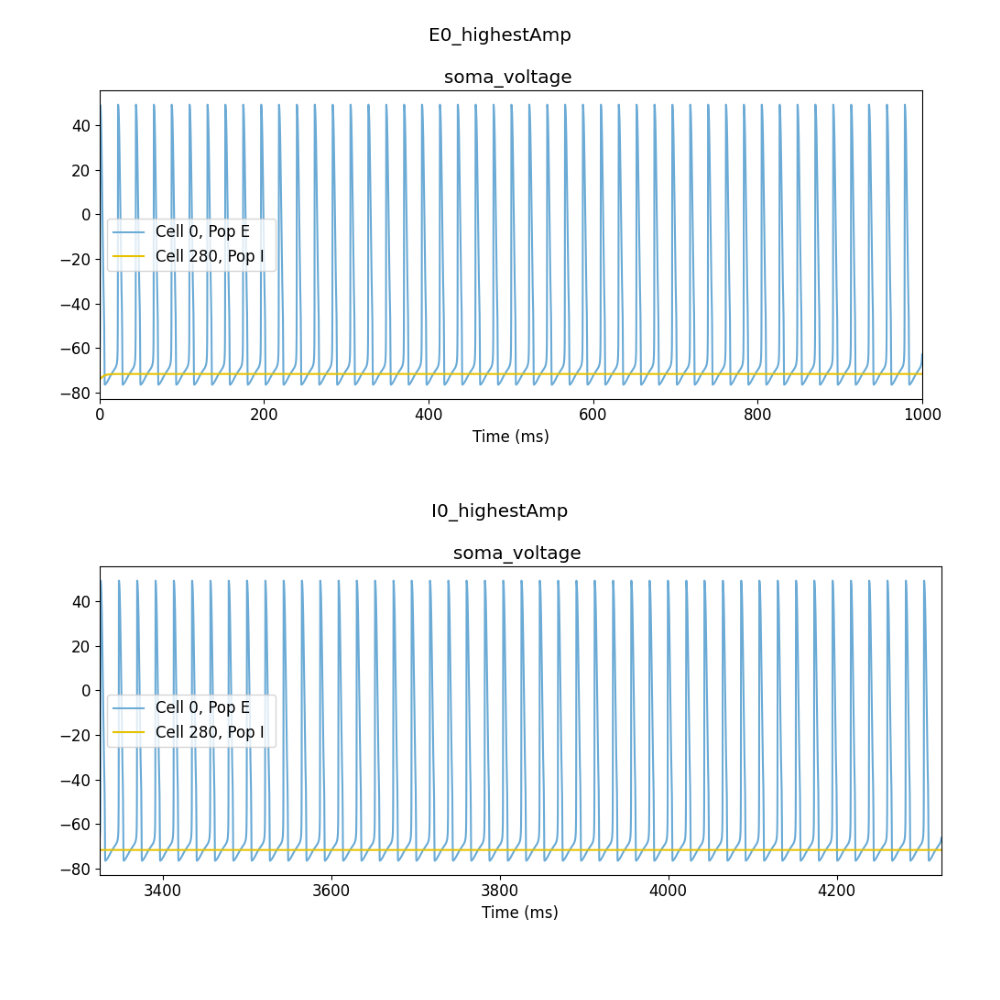 E0_highestAmp
soma_voltage
40
20
0
−20
−40
−60
−80
Cell 0, Pop E
Cell 280, Pop I
0 200 400 600 800 1000
Time (ms)
I0_highestAmp
soma_voltage
40
20
0
−20
−40
−60
−80
Cell 0, Pop E
Cell 280, Pop I
3400 3600 3800 4000 4200
Time (ms)